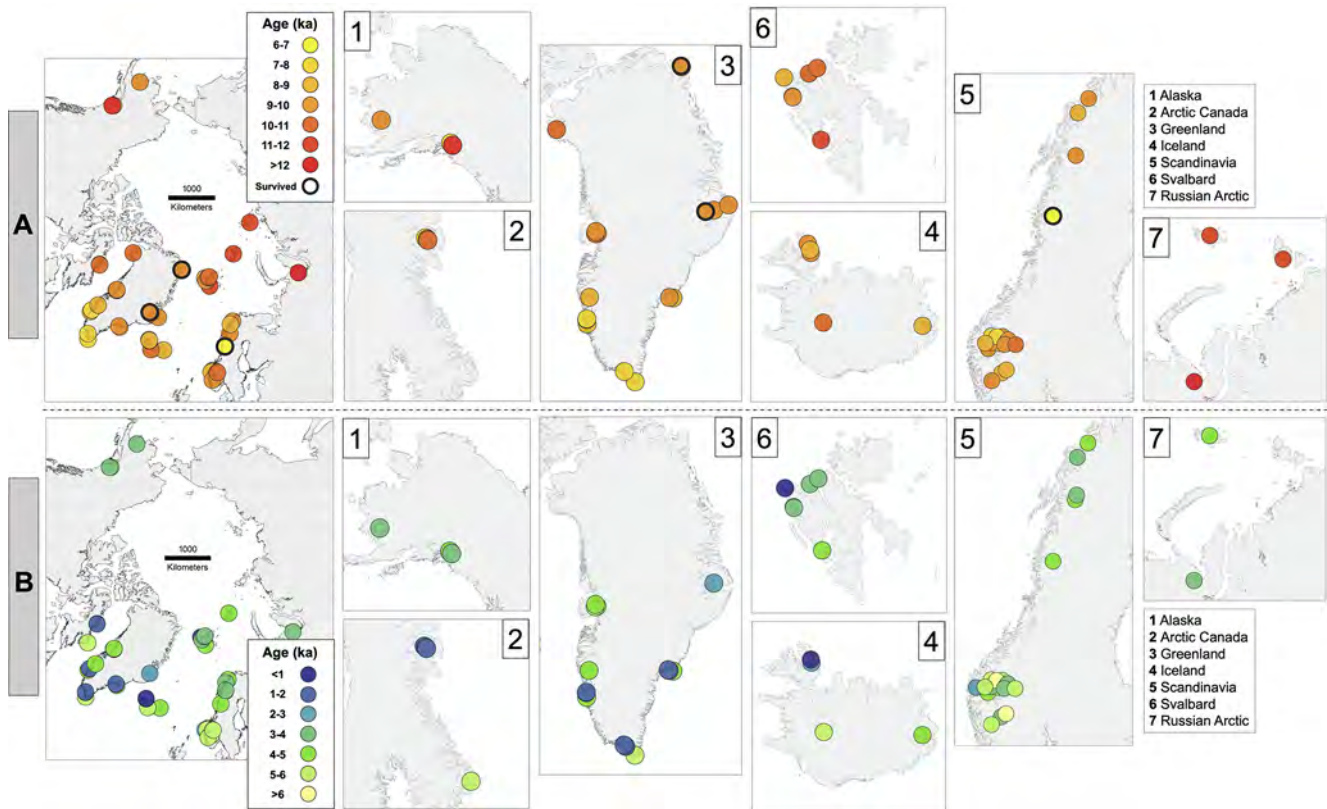 A
Age (ka)
6-7
7-8
8-9
9-10
10-11
11-12
>12
Survived
1000
Kilometers
1
2
3
6
4
5
1 Alaska
2 Arctic Canada
3 Greenland
4 Iceland
5 Scandinavia
6 Svalbard
7 Russian Arctic
7
B
1000
Kilometers
Age (ka)
<1
1-2
2-3
3-4
4-5
5-6
>6
1
2
3
6
4
5
7
1 Alaska
2 Arctic Canada
3 Greenland
4 Iceland
5 Scandinavia
6 Svalbard
7 Russian Arctic